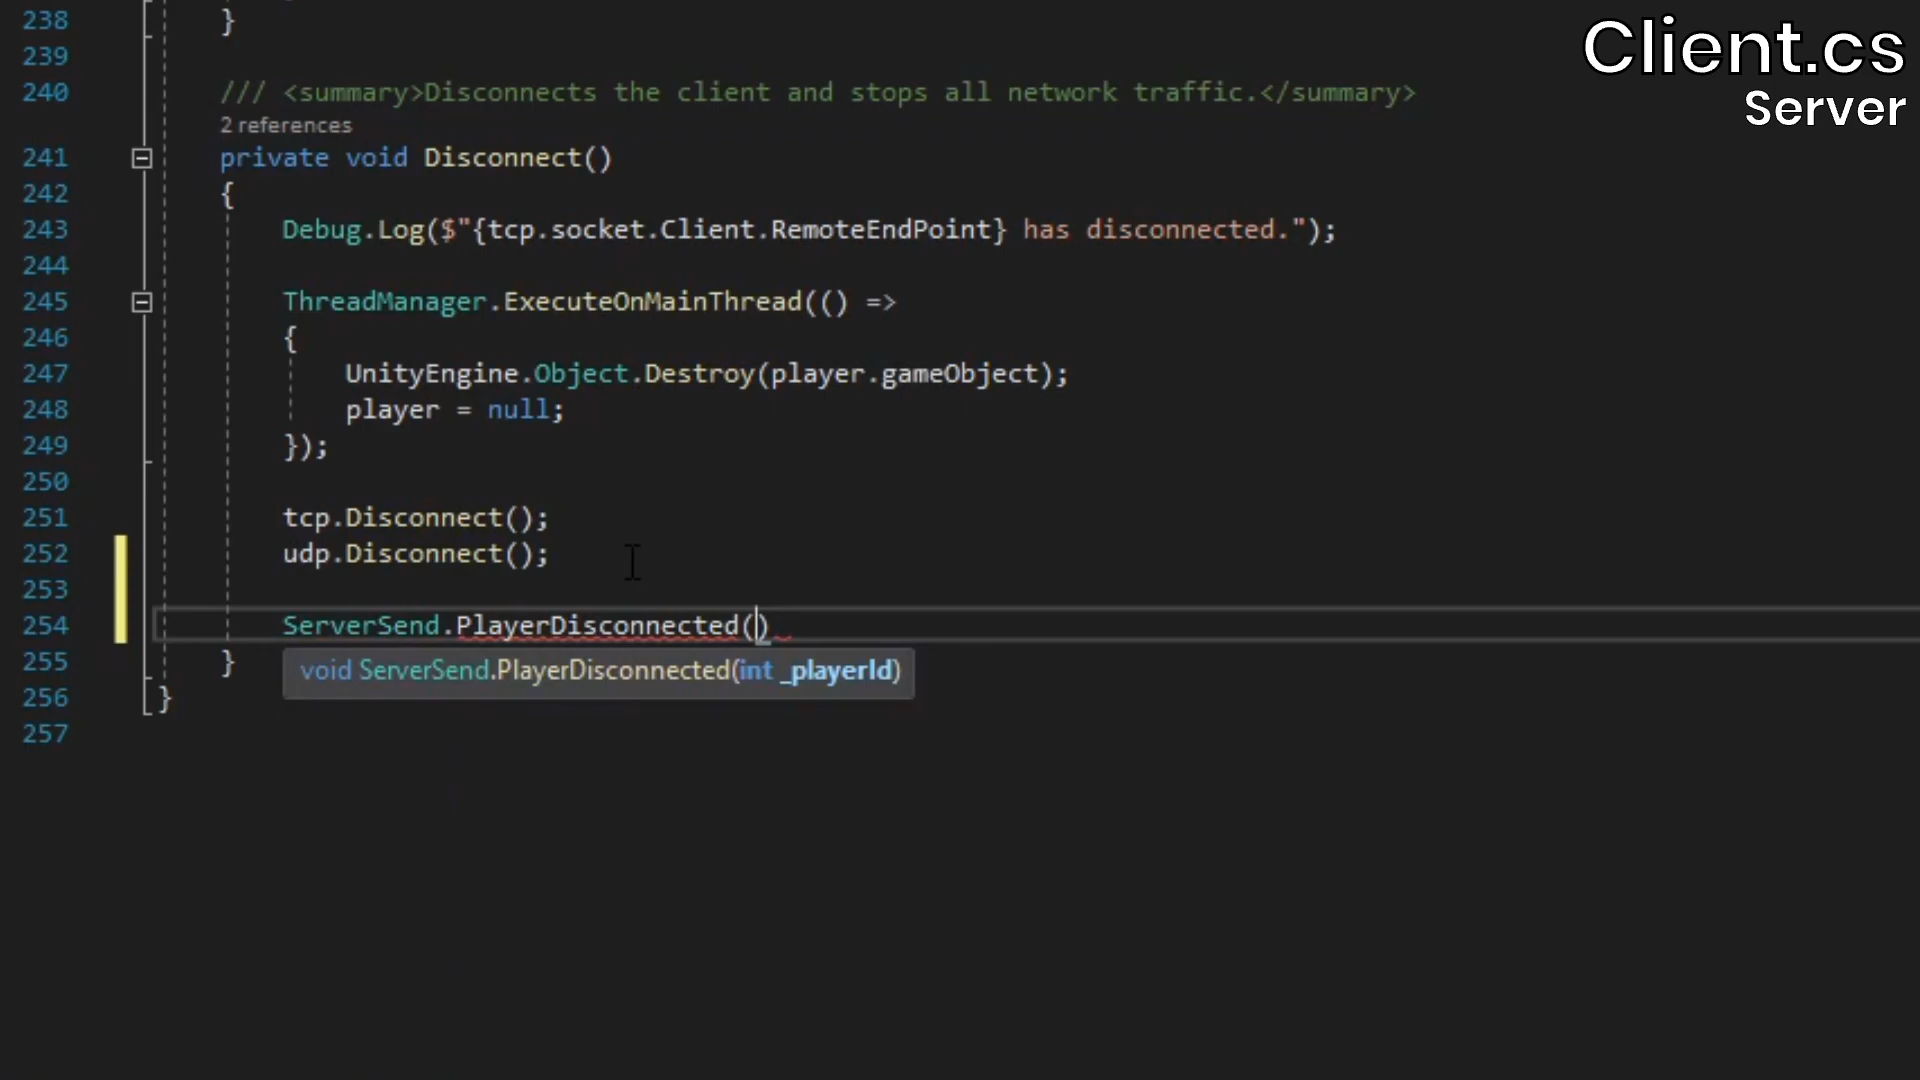 Client.cs
Server
238 }
239
240 /// <summary>Disconnects the client and stops all network traffic.</summary>
2 references
241 private void Disconnect()
242 {
243 Debug.Log($"{tcp.socket.Client.RemoteEndPoint} has disconnected.");
244
245 ThreadManager.ExecuteOnMainThread(() =>
246 {
247 UnityEngine.Object.Destroy(player.gameObject);
248 player = null;
249 });
250
251 tcp.Disconnect();
252 udp.Disconnect();
253
254 ServerSend.PlayerDisconnected()
255 }
void ServerSend.PlayerDisconnected(int _playerId)
256 }
257